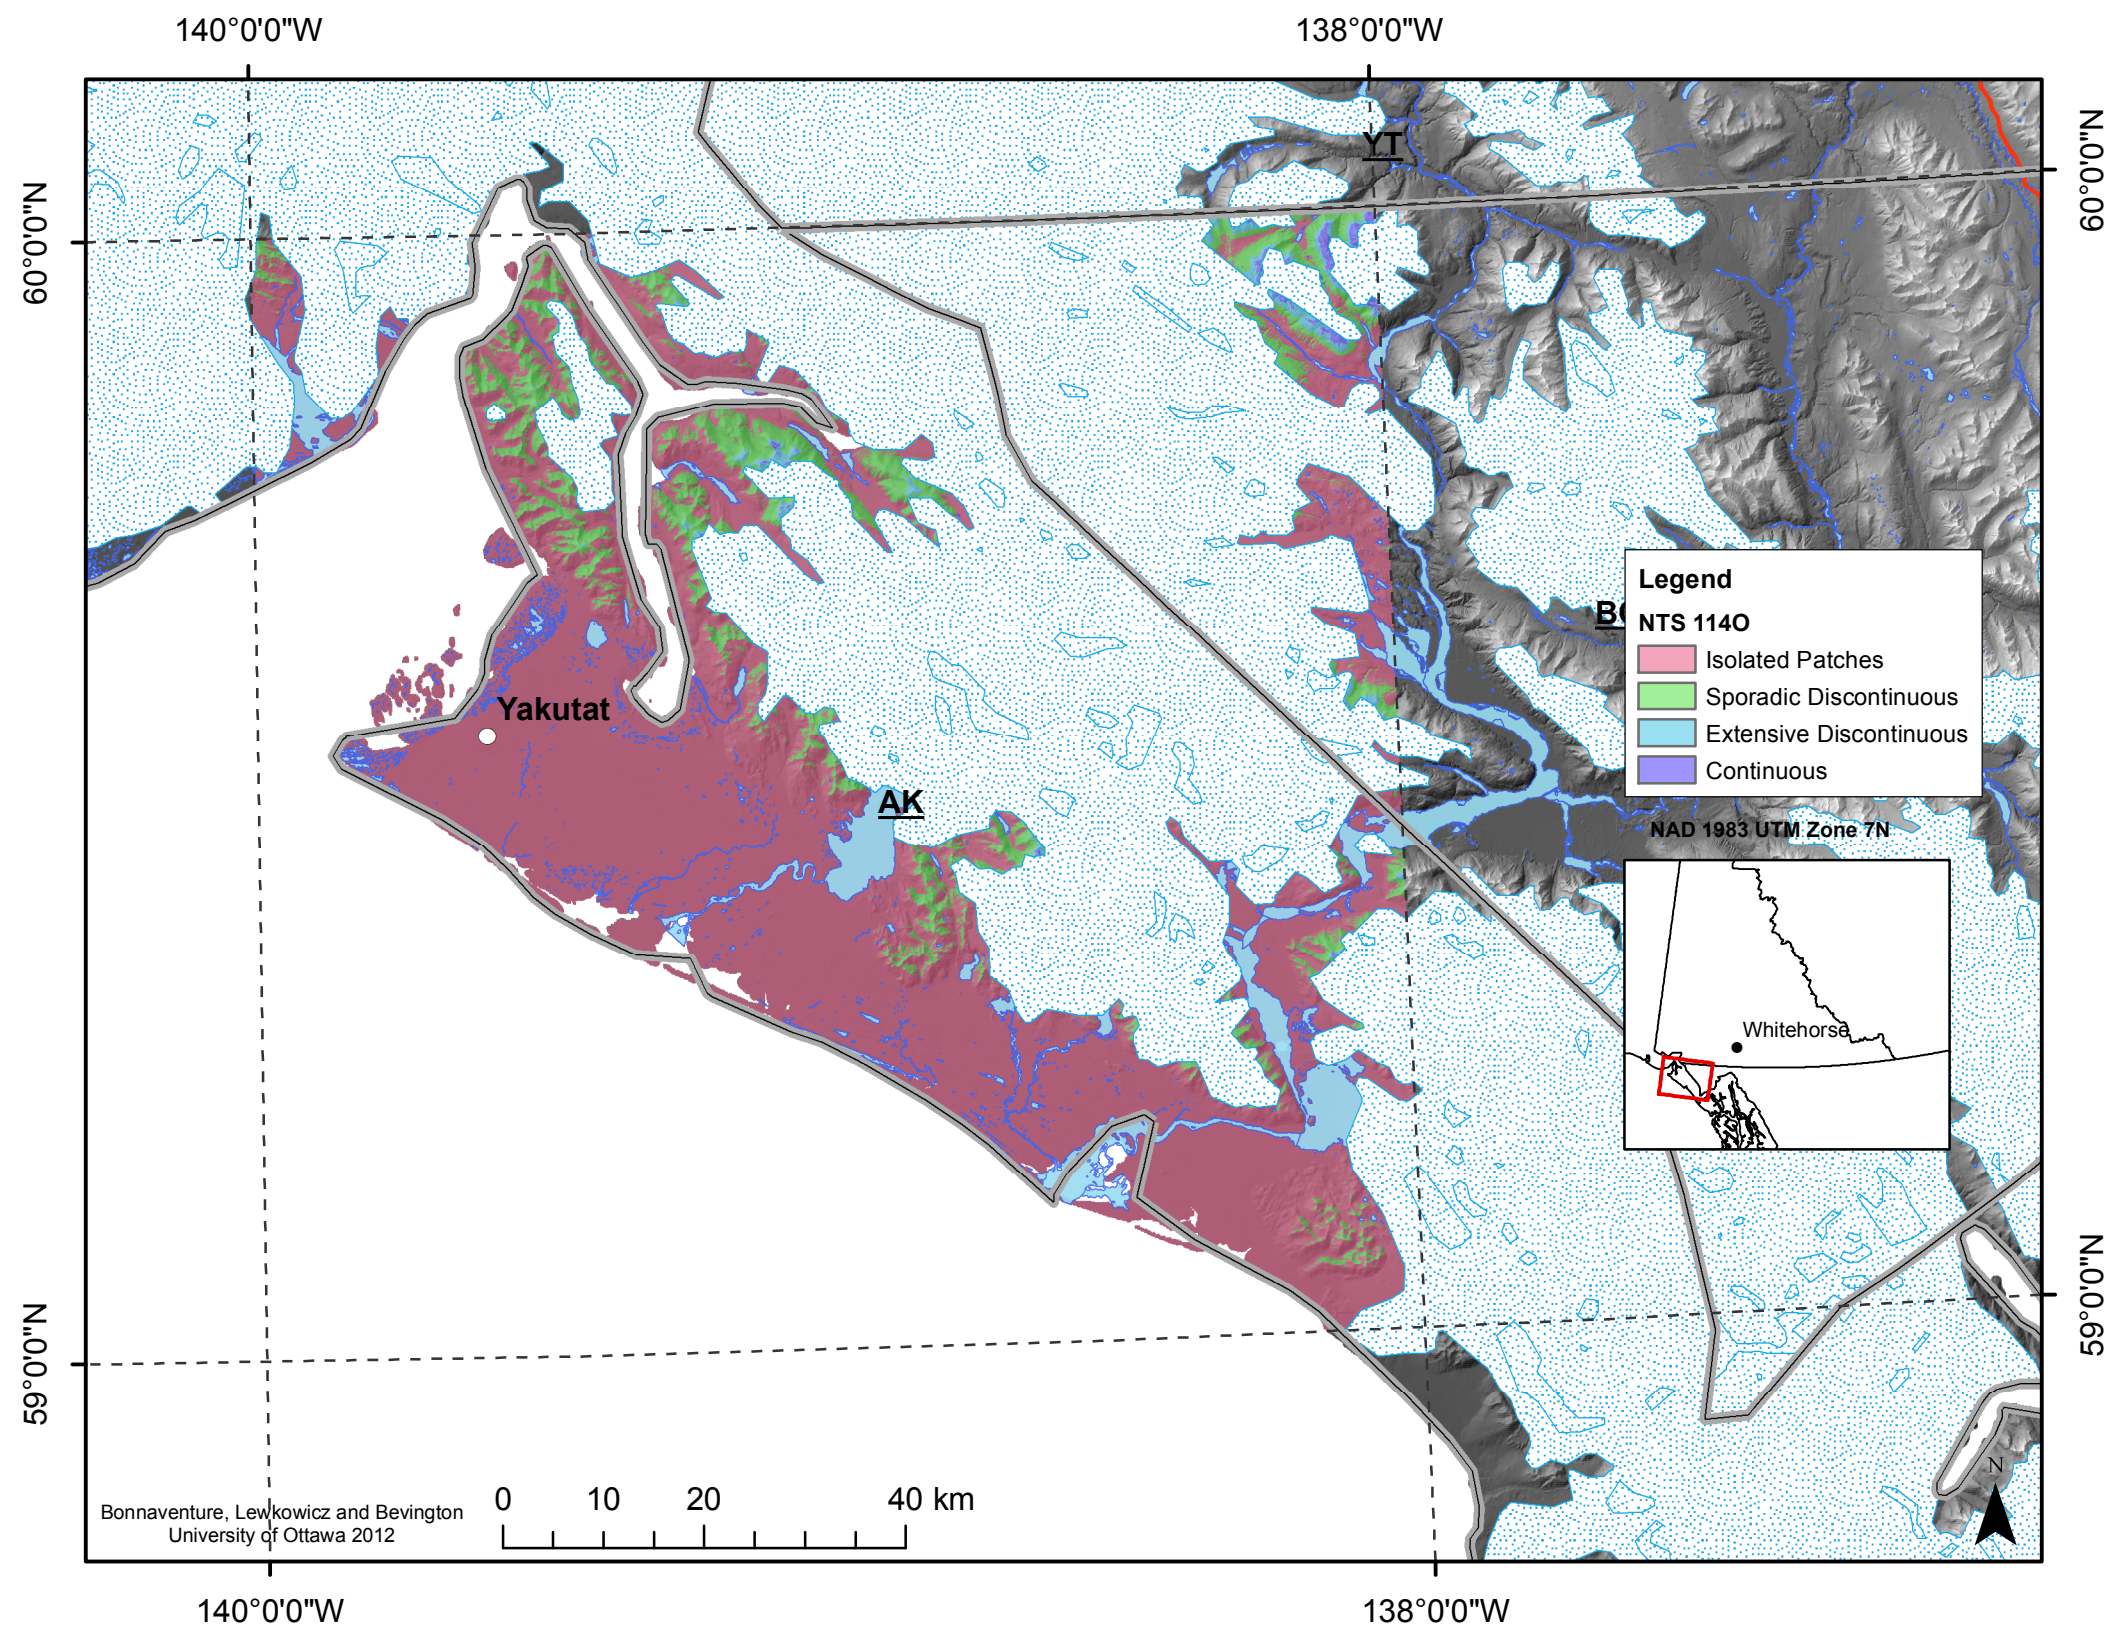 140°0'0"W
138°0'0"W
60°0'0"N
60°0'0"N
YT
Legend
NTS 114O
Isolated Patches
Sporadic Discontinuous
Extensive Discontinuous
Continuous
Yakutat
AK
NAD 1983 UTM Zone 7N
Whitehorse
59°0'0"N
59°0'0"N
N
0 10 20 40 km
Bonnaventure, Lewkowicz and Bevington
University of Ottawa 2012
140°0'0"W
138°0'0"W